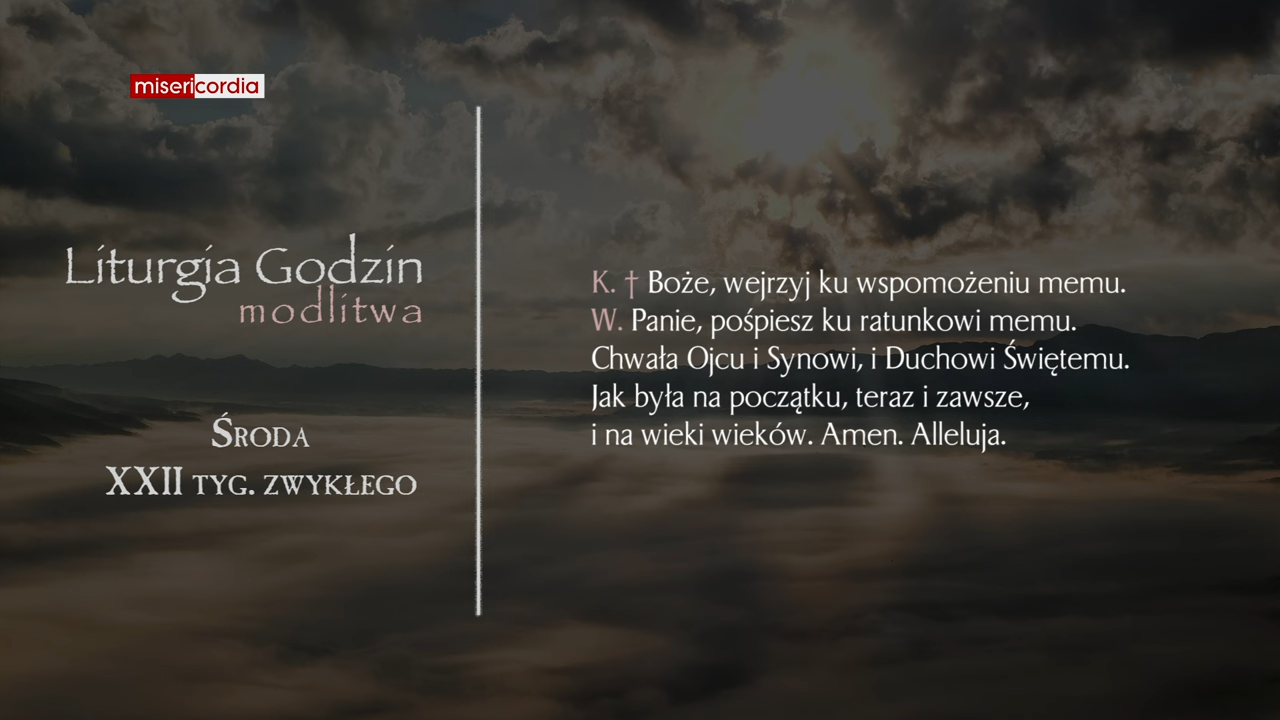 misericordia
Liturgia Godzin
modlitwa
Środa
XXII TYG. ZWYKŁEGO
K. † Boże, wejrzyj ku wspomożeniu memu.
W. Panie, pośpiesz ku ratunkowi memu.
Chwała Ojcu i Synowi, i Duchowi Świętemu.
Jak była na początku, teraz i zawsze,
i na wieki wieków. Amen. Alleluja.